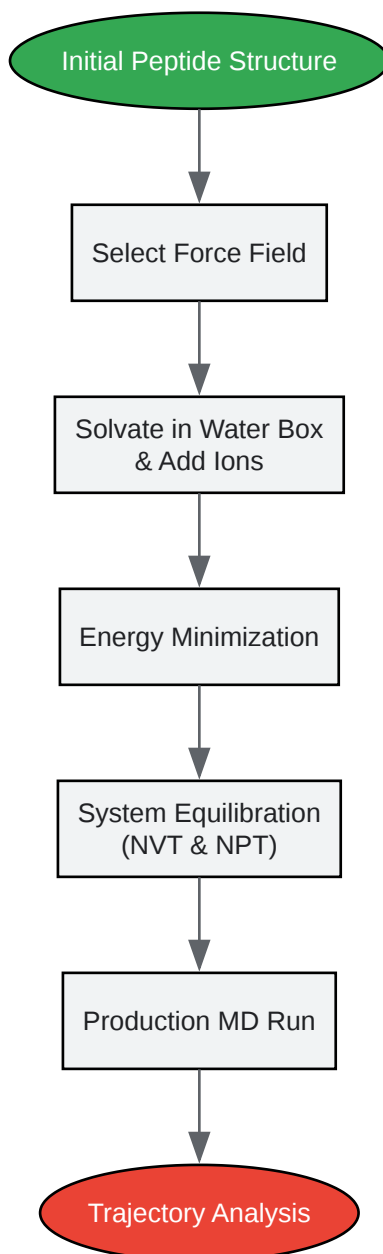 Initial Peptide Structure
Select Force Field
Solvate in Water Box
& Add Ions
Energy Minimization
System Equilibration
(NVT & NPT)
Production MD Run
Trajectory Analysis